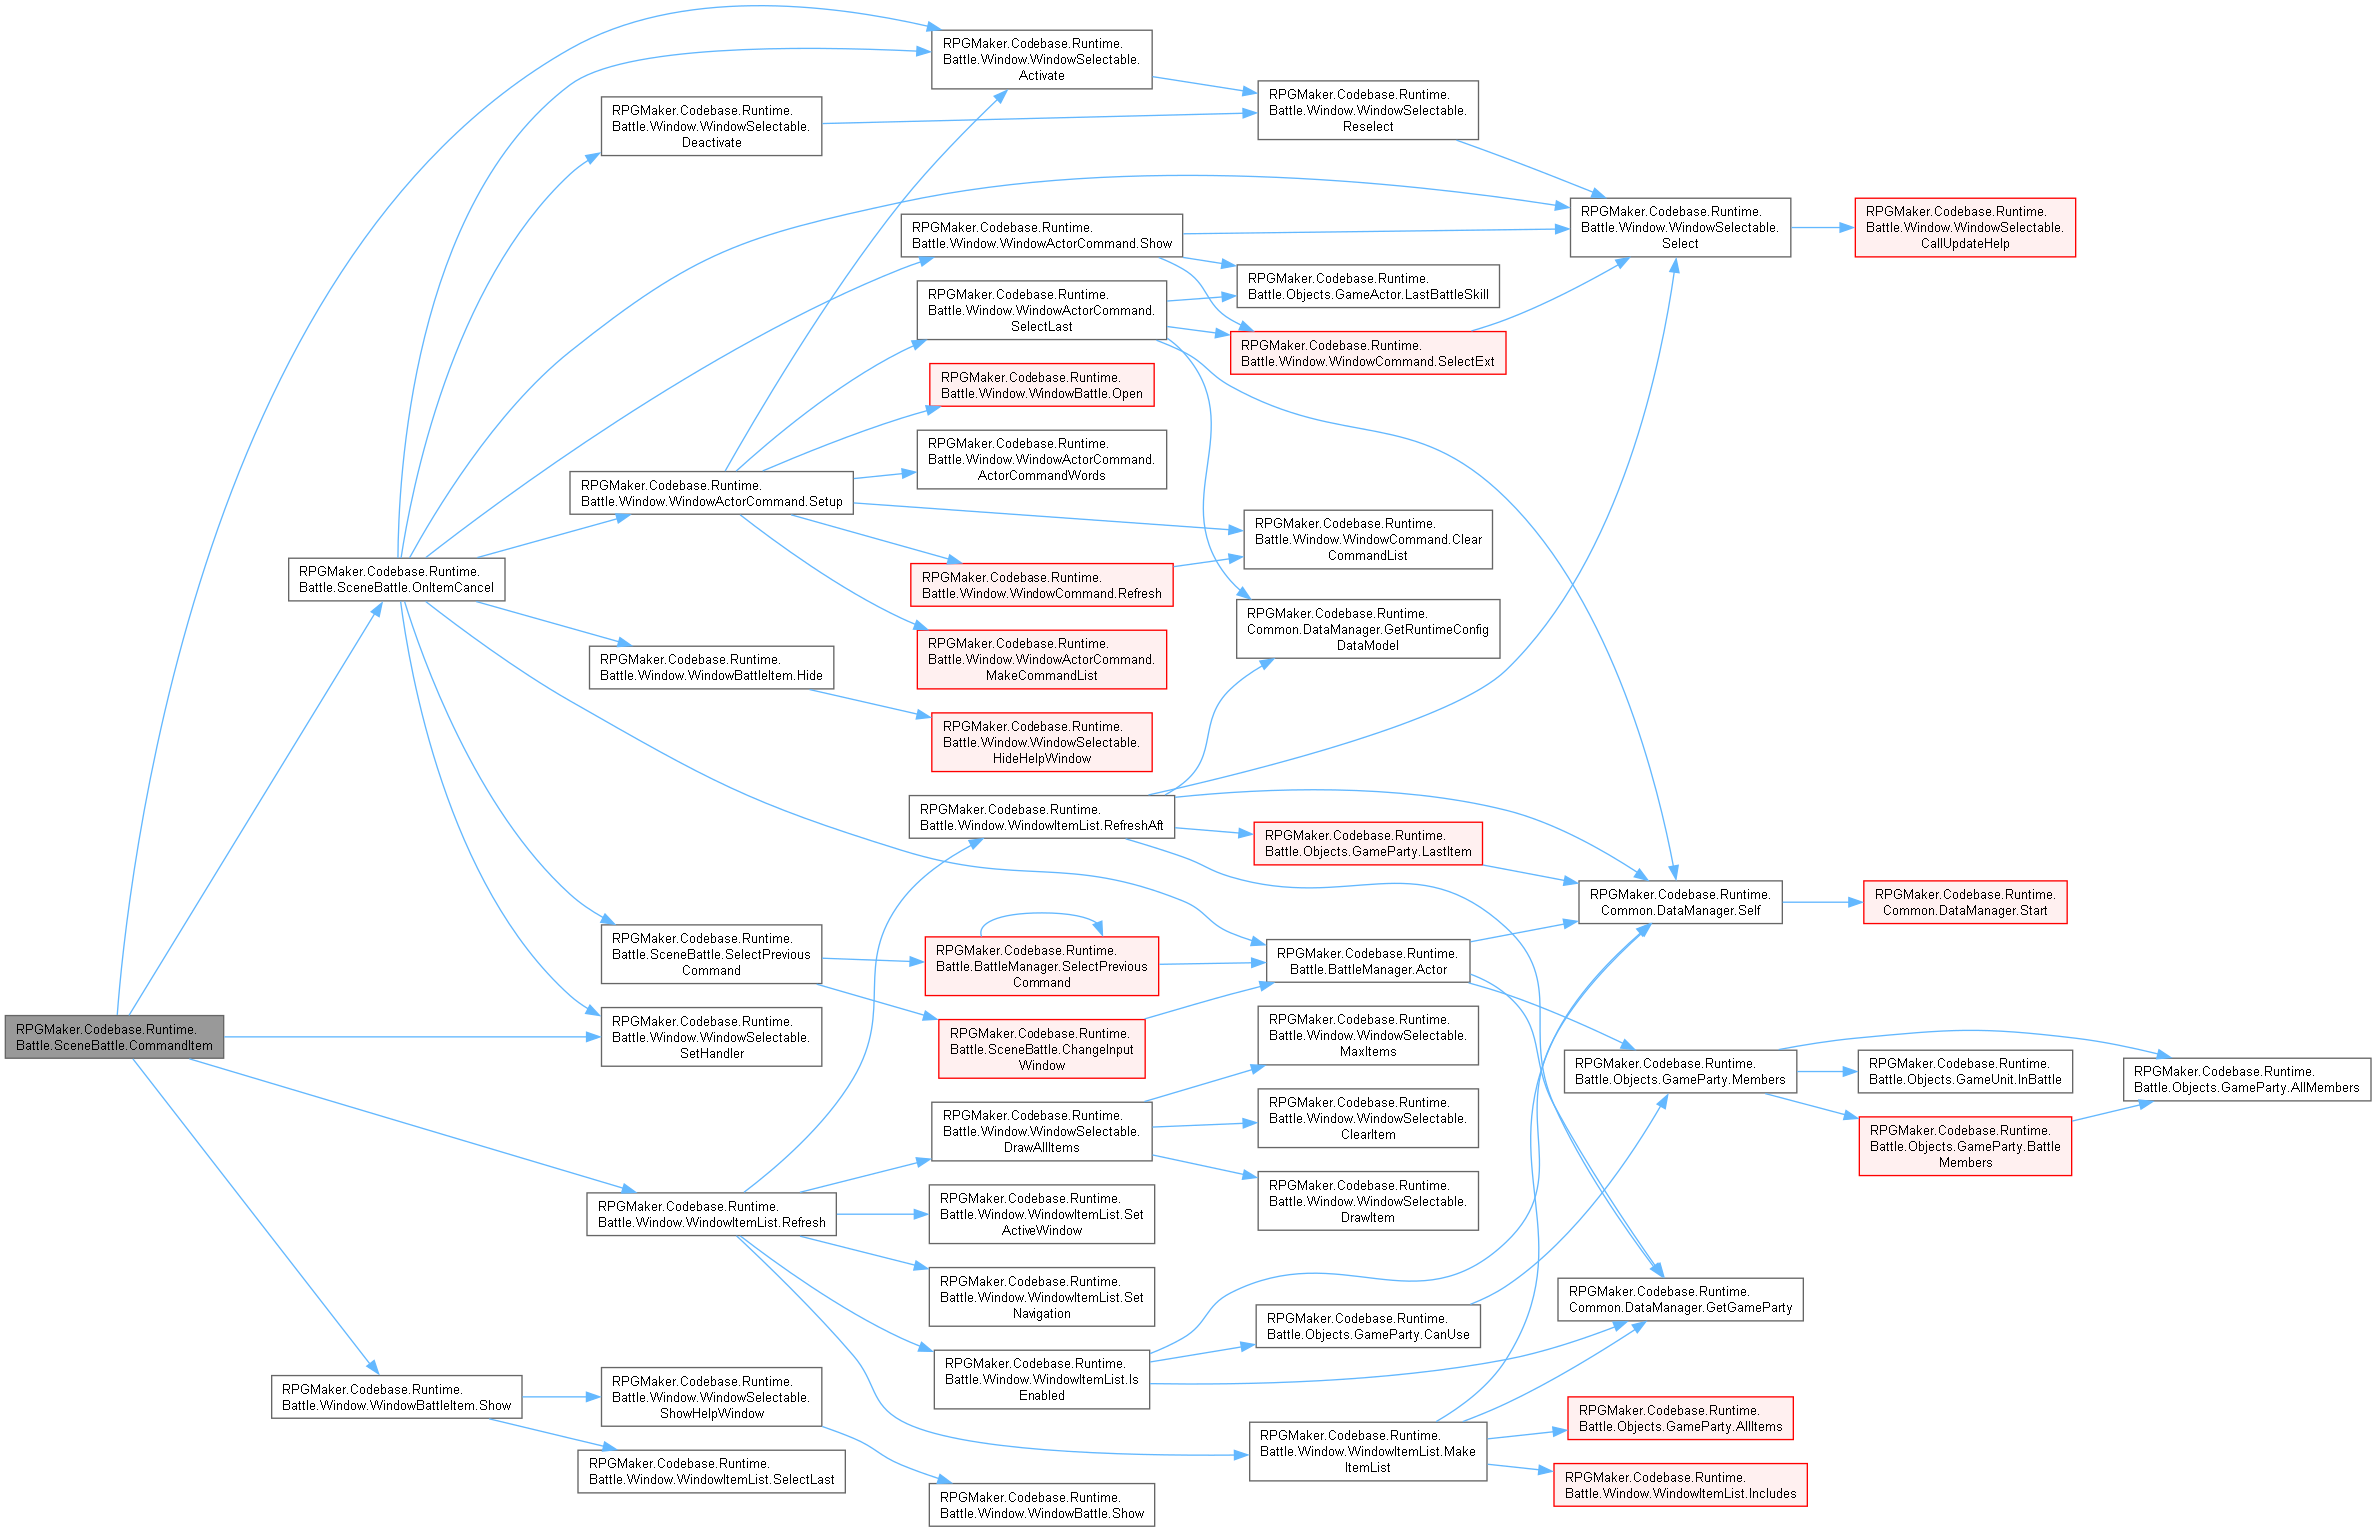 RPGMaker.Codebase.Runtime.
Battle.SceneBattle.CommandItem
RPGMaker.Codebase.Runtime.
Battle.SceneBattle.OnItemCancel
RPGMaker.Codebase.Runtime.
Battle.Window.WindowBattleItem.Show
RPGMaker.Codebase.Runtime.
Battle.Window.WindowSelectable.
Deactivate
RPGMaker.Codebase.Runtime.
Battle.Window.WindowActorCommand.Setup
RPGMaker.Codebase.Runtime.
Battle.Window.WindowBattleItem.Hide
RPGMaker.Codebase.Runtime.
Battle.SceneBattle.SelectPrevious
Command
RPGMaker.Codebase.Runtime.
Battle.Window.WindowSelectable.
SetHandler
RPGMaker.Codebase.Runtime.
Battle.Window.WindowItemList.Refresh
RPGMaker.Codebase.Runtime.
Battle.Window.WindowSelectable.
ShowHelpWindow
RPGMaker.Codebase.Runtime.
Battle.Window.WindowItemList.SelectLast
RPGMaker.Codebase.Runtime.
Battle.Window.WindowSelectable.
Activate
RPGMaker.Codebase.Runtime.
Battle.Window.WindowActorCommand.Show
RPGMaker.Codebase.Runtime.
Battle.Window.WindowActorCommand.
SelectLast
RPGMaker.Codebase.Runtime.
Battle.Window.WindowBattle.Open
RPGMaker.Codebase.Runtime.
Battle.Window.WindowActorCommand.
ActorCommandWords
RPGMaker.Codebase.Runtime.
Battle.Window.WindowCommand.Refresh
RPGMaker.Codebase.Runtime.
Battle.Window.WindowActorCommand.
MakeCommandList
RPGMaker.Codebase.Runtime.
Battle.Window.WindowSelectable.
HideHelpWindow
RPGMaker.Codebase.Runtime.
Battle.Window.WindowItemList.RefreshAft
RPGMaker.Codebase.Runtime.
Battle.BattleManager.SelectPrevious
Command
RPGMaker.Codebase.Runtime.
Battle.SceneBattle.ChangeInput
Window
RPGMaker.Codebase.Runtime.
Battle.Window.WindowSelectable.
DrawAllItems
RPGMaker.Codebase.Runtime.
Battle.Window.WindowItemList.Set
ActiveWindow
RPGMaker.Codebase.Runtime.
Battle.Window.WindowItemList.Set
Navigation
RPGMaker.Codebase.Runtime.
Battle.Window.WindowItemList.Is
Enabled
RPGMaker.Codebase.Runtime.
Battle.Window.WindowBattle.Show
RPGMaker.Codebase.Runtime.
Battle.Window.WindowSelectable.
Reselect
RPGMaker.Codebase.Runtime.
Battle.Objects.GameActor.LastBattleSkill
RPGMaker.Codebase.Runtime.
Battle.Window.WindowCommand.SelectExt
RPGMaker.Codebase.Runtime.
Battle.Window.WindowCommand.Clear
CommandList
RPGMaker.Codebase.Runtime.
Common.DataManager.GetRuntimeConfig
DataModel
RPGMaker.Codebase.Runtime.
Battle.Objects.GameParty.LastItem
RPGMaker.Codebase.Runtime.
Battle.BattleManager.Actor
RPGMaker.Codebase.Runtime.
Battle.Window.WindowSelectable.
MaxItems
RPGMaker.Codebase.Runtime.
Battle.Window.WindowSelectable.
ClearItem
RPGMaker.Codebase.Runtime.
Battle.Window.WindowSelectable.
DrawItem
RPGMaker.Codebase.Runtime.
Battle.Objects.GameParty.CanUse
RPGMaker.Codebase.Runtime.
Battle.Window.WindowItemList.Make
ItemList
RPGMaker.Codebase.Runtime.
Battle.Window.WindowSelectable.
Select
RPGMaker.Codebase.Runtime.
Common.DataManager.Self
RPGMaker.Codebase.Runtime.
Battle.Objects.GameParty.Members
RPGMaker.Codebase.Runtime.
Common.DataManager.GetGameParty
RPGMaker.Codebase.Runtime.
Battle.Objects.GameParty.AllItems
RPGMaker.Codebase.Runtime.
Battle.Window.WindowItemList.Includes
RPGMaker.Codebase.Runtime.
Battle.Window.WindowSelectable.
CallUpdateHelp
RPGMaker.Codebase.Runtime.
Common.DataManager.Start
RPGMaker.Codebase.Runtime.
Battle.Objects.GameUnit.InBattle
RPGMaker.Codebase.Runtime.
Battle.Objects.GameParty.Battle
Members
RPGMaker.Codebase.Runtime.
Battle.Objects.GameParty.AllMembers